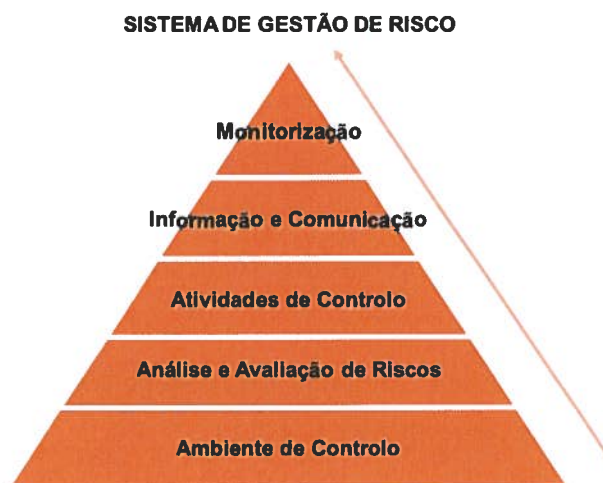 SISTEMA DE GESTÃO DE RISCO
Monitorização
Informação e Comunicação
Atividades de Controlo
Análise e Avaliação de Riscos
Ambiente de Controlo